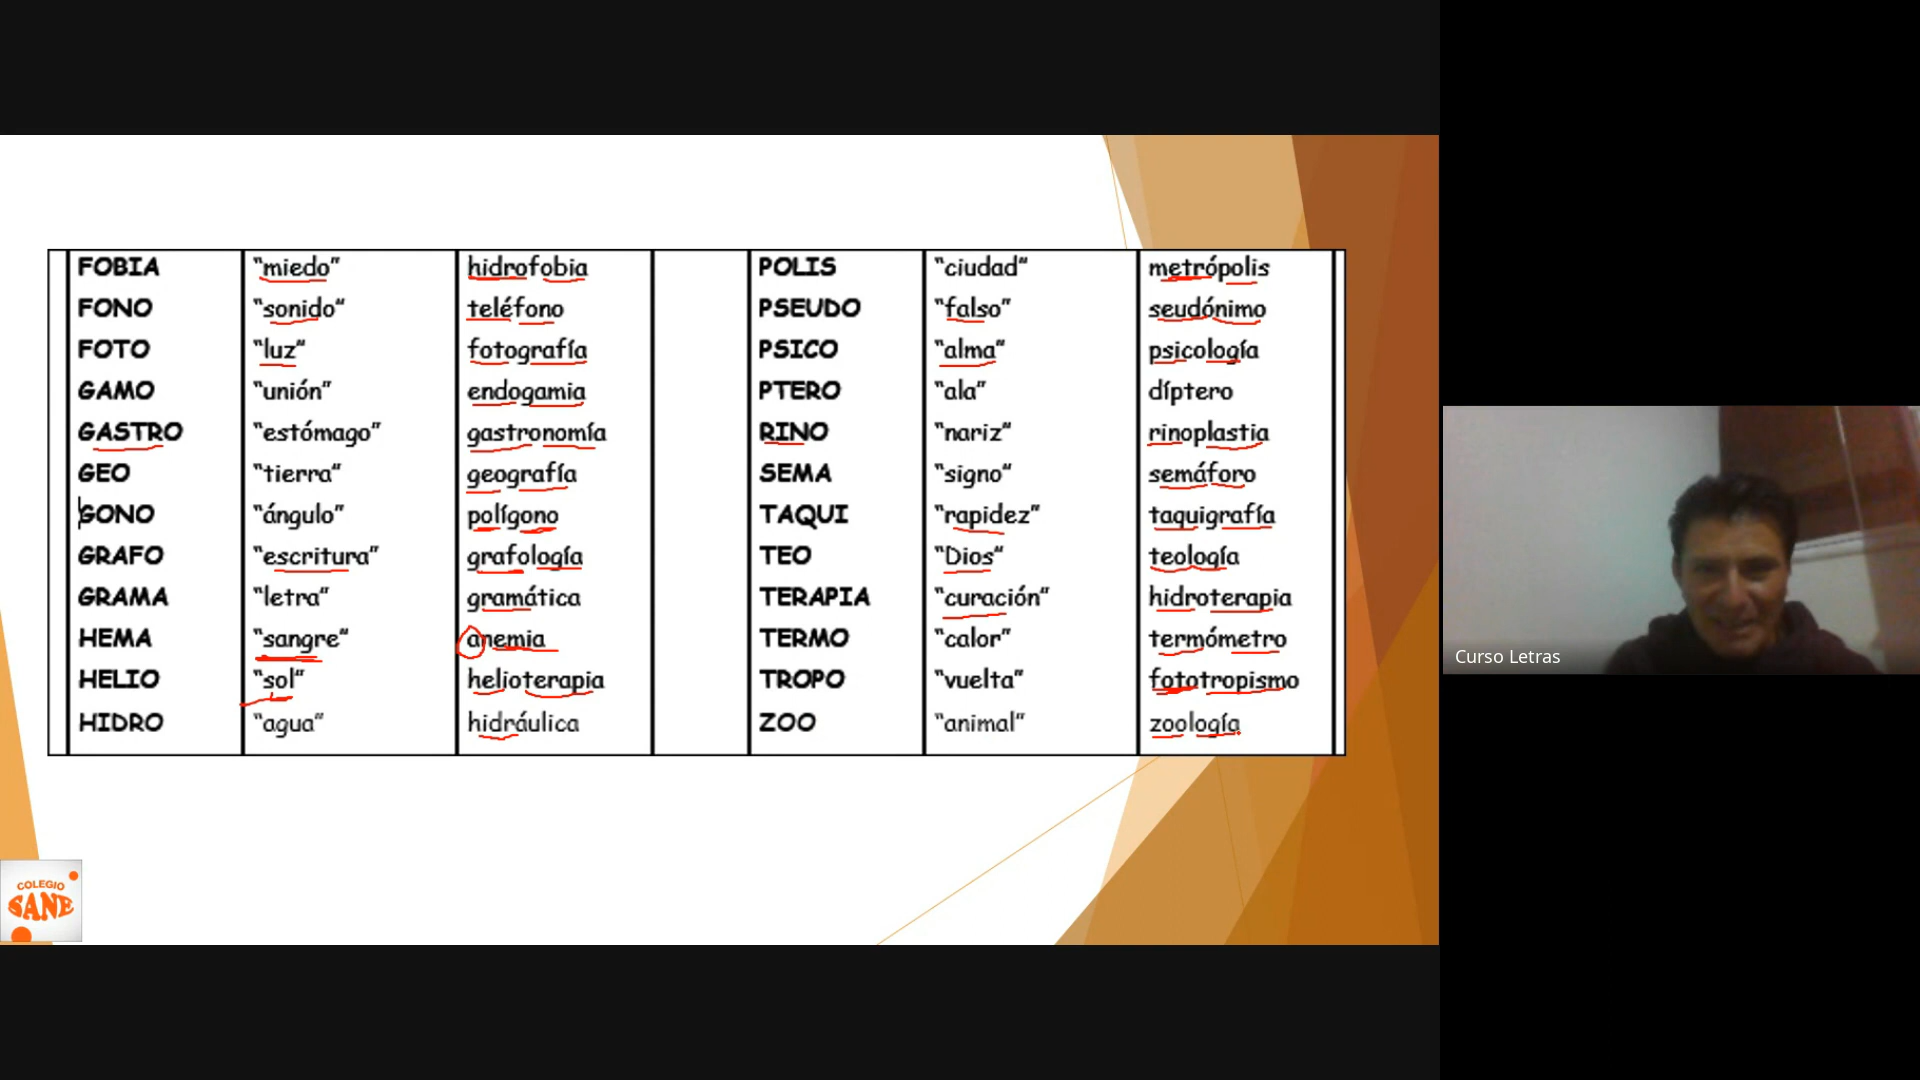 FOBIA “miedo” hidrofobia POLIS “ciudad” metrópolis
FONO “sonido” teléfono PSEUDO “falso” seudónimo
FOTO “luz” fotografía PSICO “alma” psicología
GAMO “unión” endogamia PTERO “ala” díptero
GASTRO “estómago” gastronomía RINO “nariz” rinoplastia
GEO “tierra” geografía SEMA “signo” semáforo
GONO “ángulo” polígono TAQUI “rapidez” taquigrafía
GRAFO “escritura” grafología TEO “Dios” teología
GRAMA “letra” gramática TERAPIA “curación” hidroterapia
HEMA “sangre” anemia TERMO “calor” termómetro
HELIO “sol” helioterapia TROPO “vuelta” fototropismo
HIDRO “agua” hidráulica ZOO “animal” zoología
COLEGIO
SANE
Curso Letras